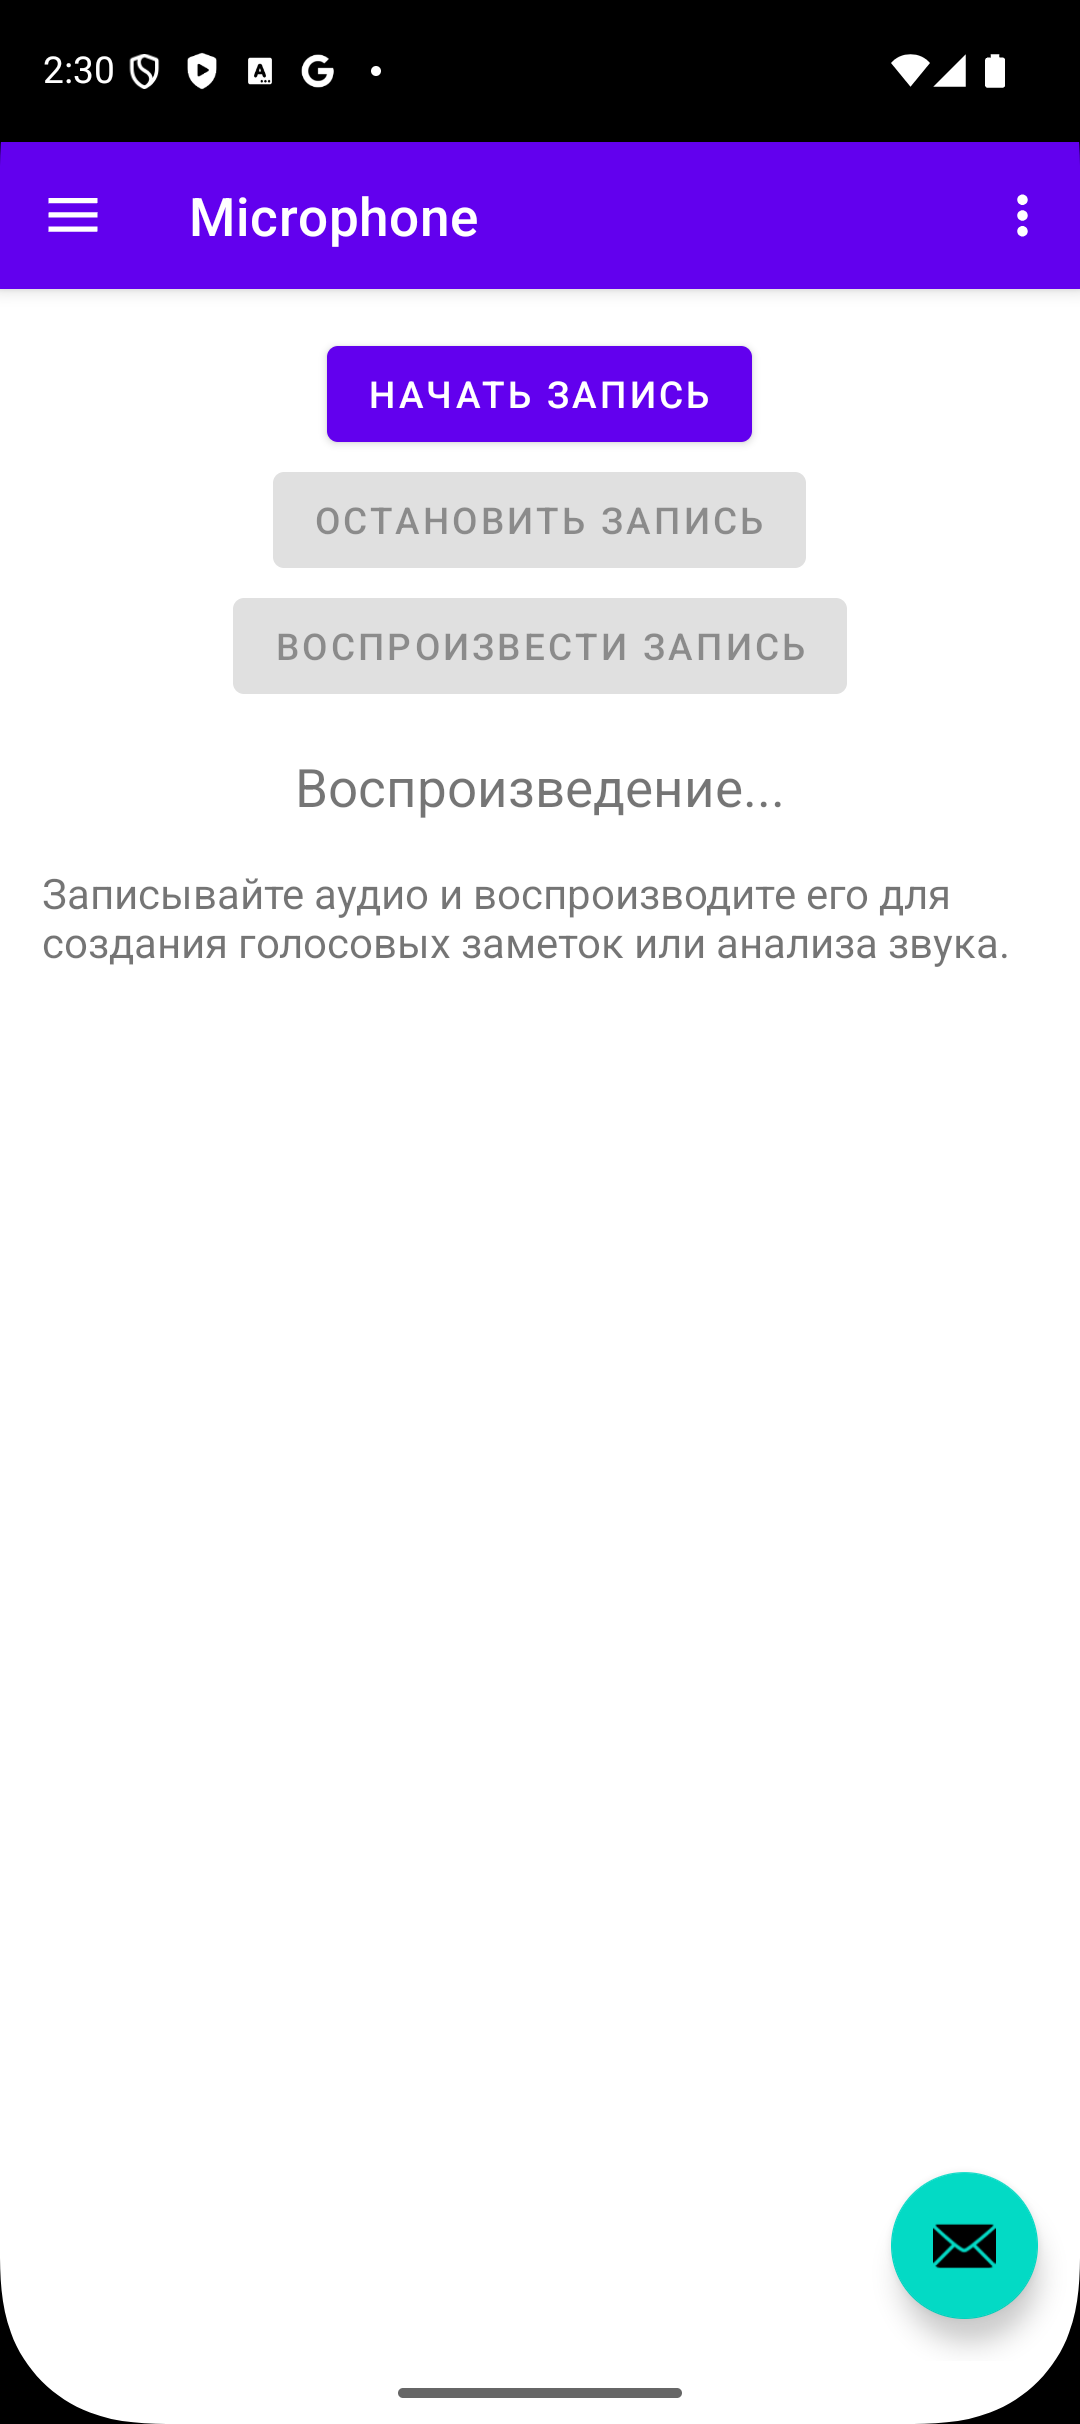 2:30
Microphone
НАЧАТЬ ЗАПИСЬ
ОСТАНОВИТЬ ЗАПИСЬ
ВОСПРОИЗВЕСТИ ЗАПИСЬ
Воспроизведение...
Записывайте аудио и воспроизводите его для
создания голосовых заметок или анализа звука.